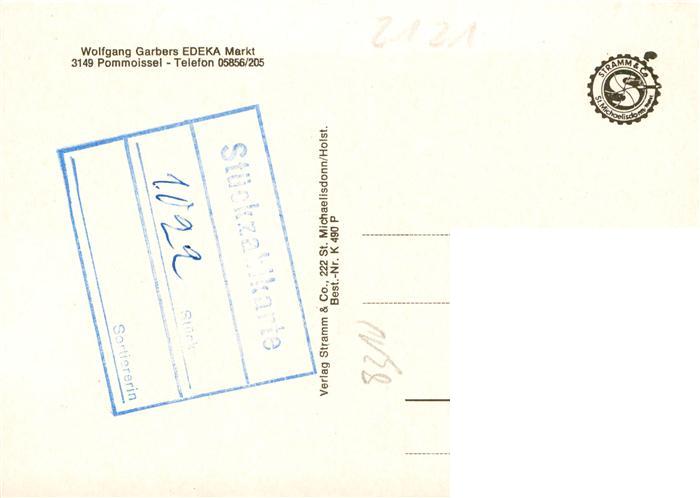 Wolfgang Garbers EDEKA Markt
3149 Pommoissel - Telefon 05856/205
2121
STRAMM & Co
St. Michaelisdonn
Stückzahlkarte
1022
Stück
Sortiererin
Verlag Stramm & Co., 222 St. Michaelisdonn/Holst.
Best.-Nr. K 490 P